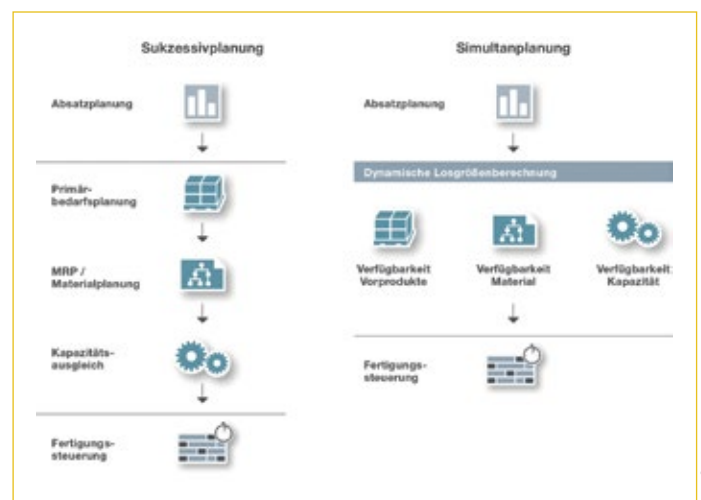 Sukzessivplanung
Absatzplanung
Primär-
bedarfsplanung
MRP /
Materialplanung
Kapazitäts-
ausgleich
Fertigungs-
steuerung
Simultanplanung
Absatzplanung
Dynamische Losgrößenberechnung
Verfügbarkeit
Vorprodukte
Verfügbarkeit
Material
Verfügbarkeit
Kapazität
Fertigungs-
steuerung